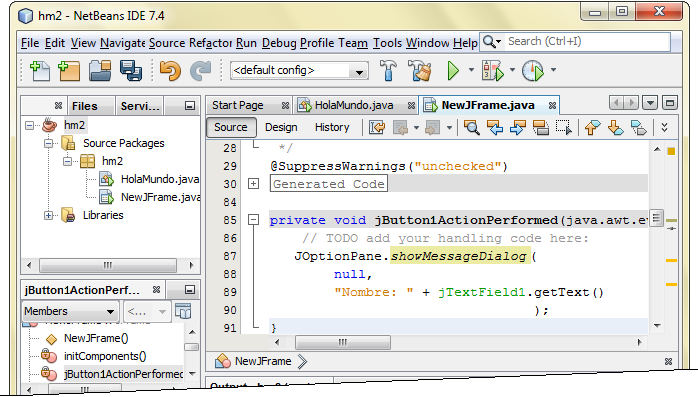 hm2 - NetBeans IDE 7.4
File Edit View Navigate Source Refactor Run Debug Profile Team Tools Window Help Search (Ctrl+I)
<default config>
Files Servi...
hm2
Source Packages
hm2
HolaMundo.java
NewJFrame.java
Libraries
jButton1ActionPerf...
Members <...
NewJFrame()
initComponents()
jButton1ActionPerformed
Start Page HolaMundo.java NewJFrame.java
Source Design History
28 */
29 @SuppressWarnings("unchecked")
30 Generated Code
84
85 private void jButton1ActionPerformed(java.awt.ev
86 // TODO add your handling code here:
87 JOptionPane.showMessageDialog(
88 null,
89 "Nombre: " + jTextField1.getText()
90 );
91 }
NewJFrame